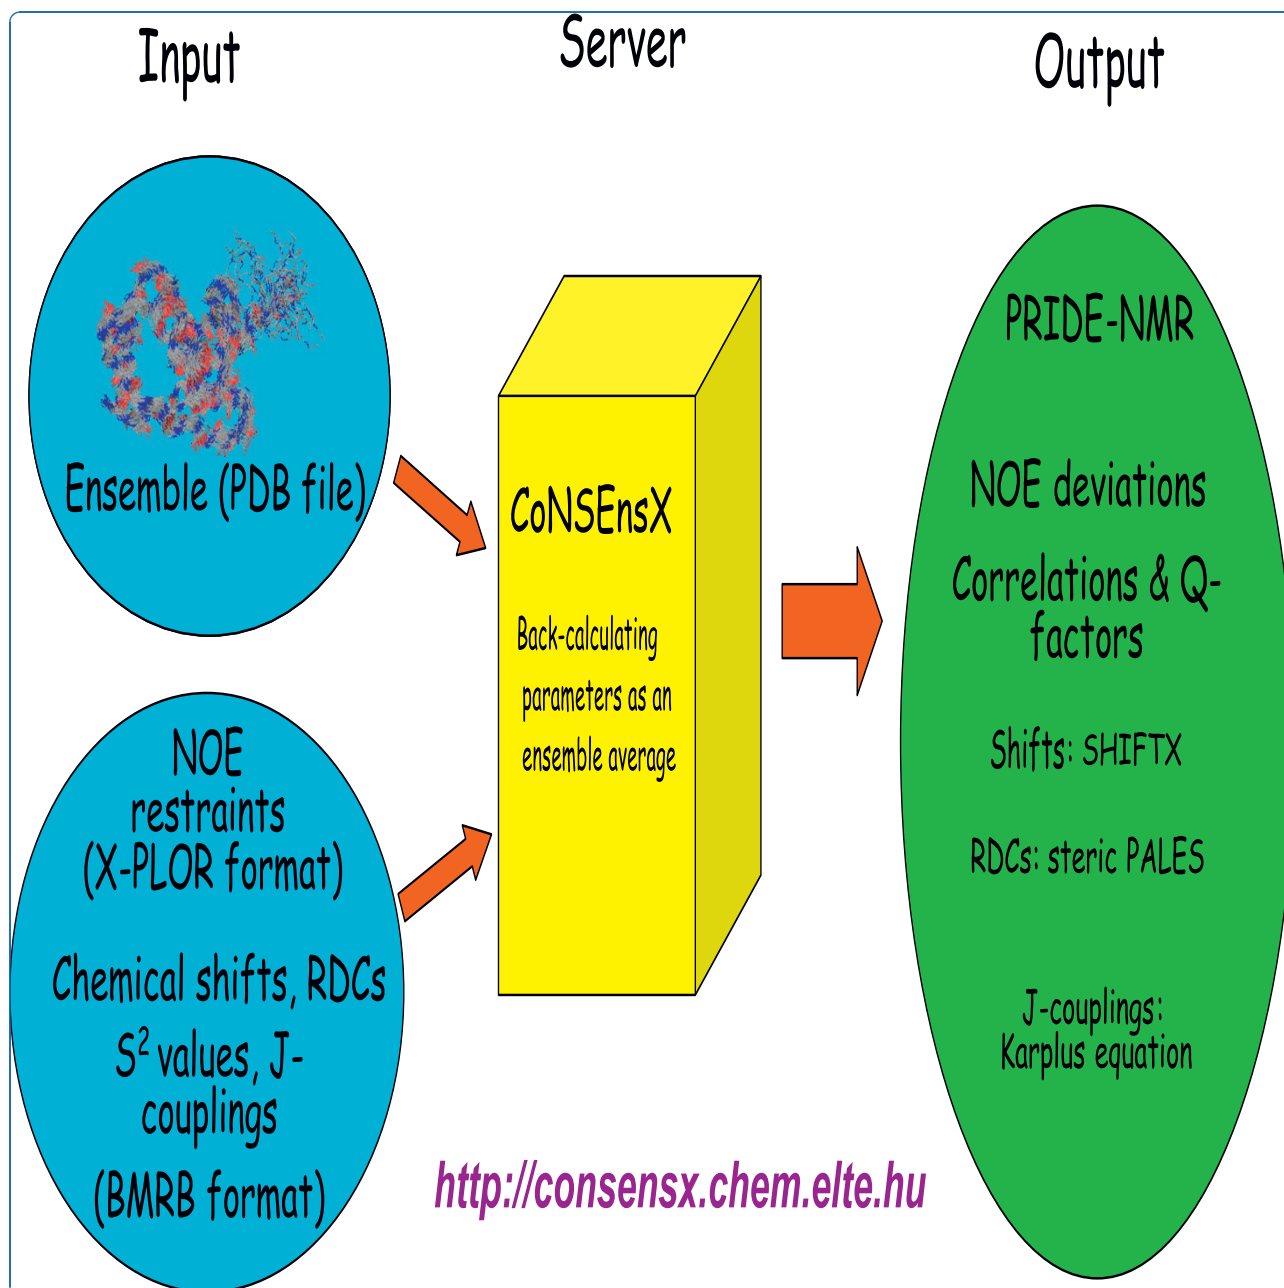 Input
Server
Output
Ensemble (PDB file)
NOE
restraints
(X-PLOR format)
Chemical shifts, RDCs
S² values, J-
couplings
(BMRB format)
CoNSEnsX
Back-calculating
parameters as an
ensemble average
PRIDE-NMR
NOE deviations
Correlations & Q-
factors
Shifts: SHIFTX
RDCs: steric PALES
J-couplings:
Karplus equation
http://consensx.chem.elte.hu